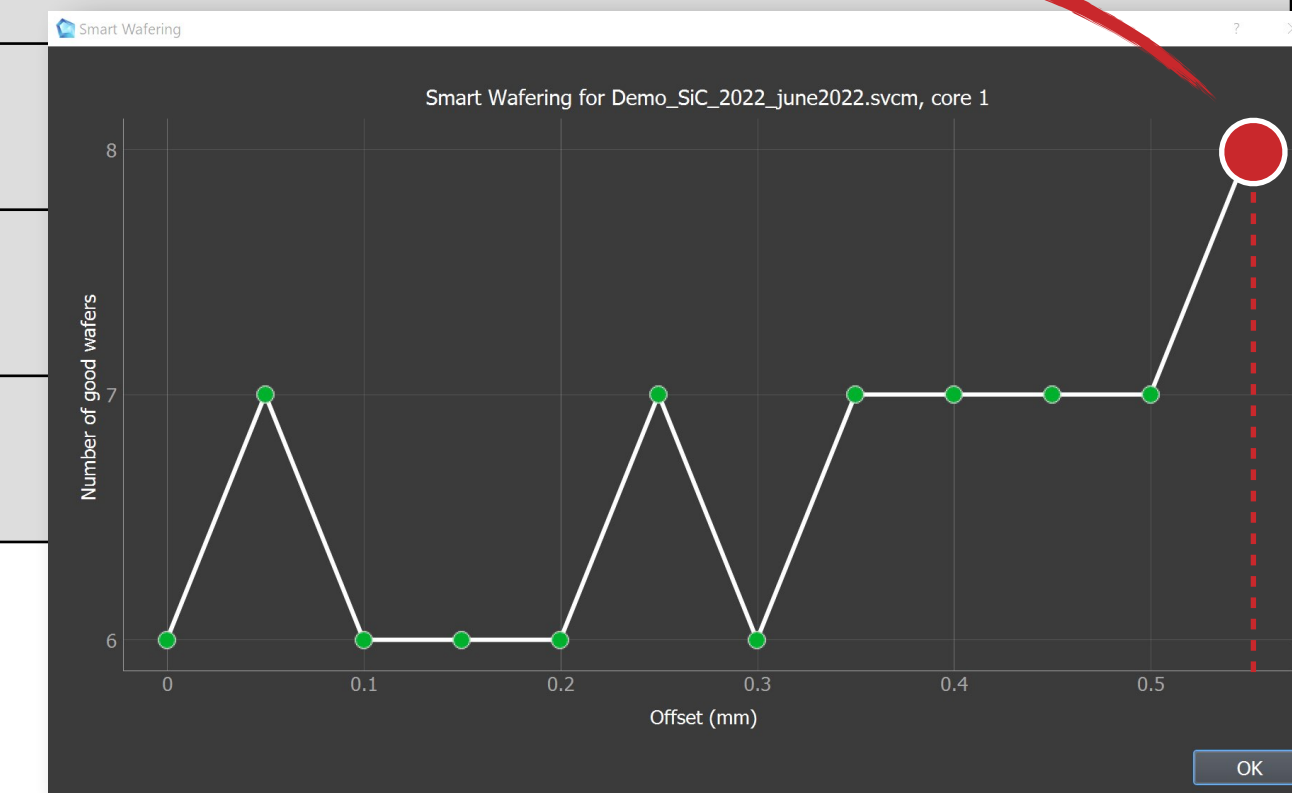 Smart Wafering
?
Smart Wafering for Demo_SiC_2022_june2022.svcm, core 1
Number of good wafers
8
7
6
0 0.1 0.2 0.3 0.4 0.5
Offset (mm)
OK